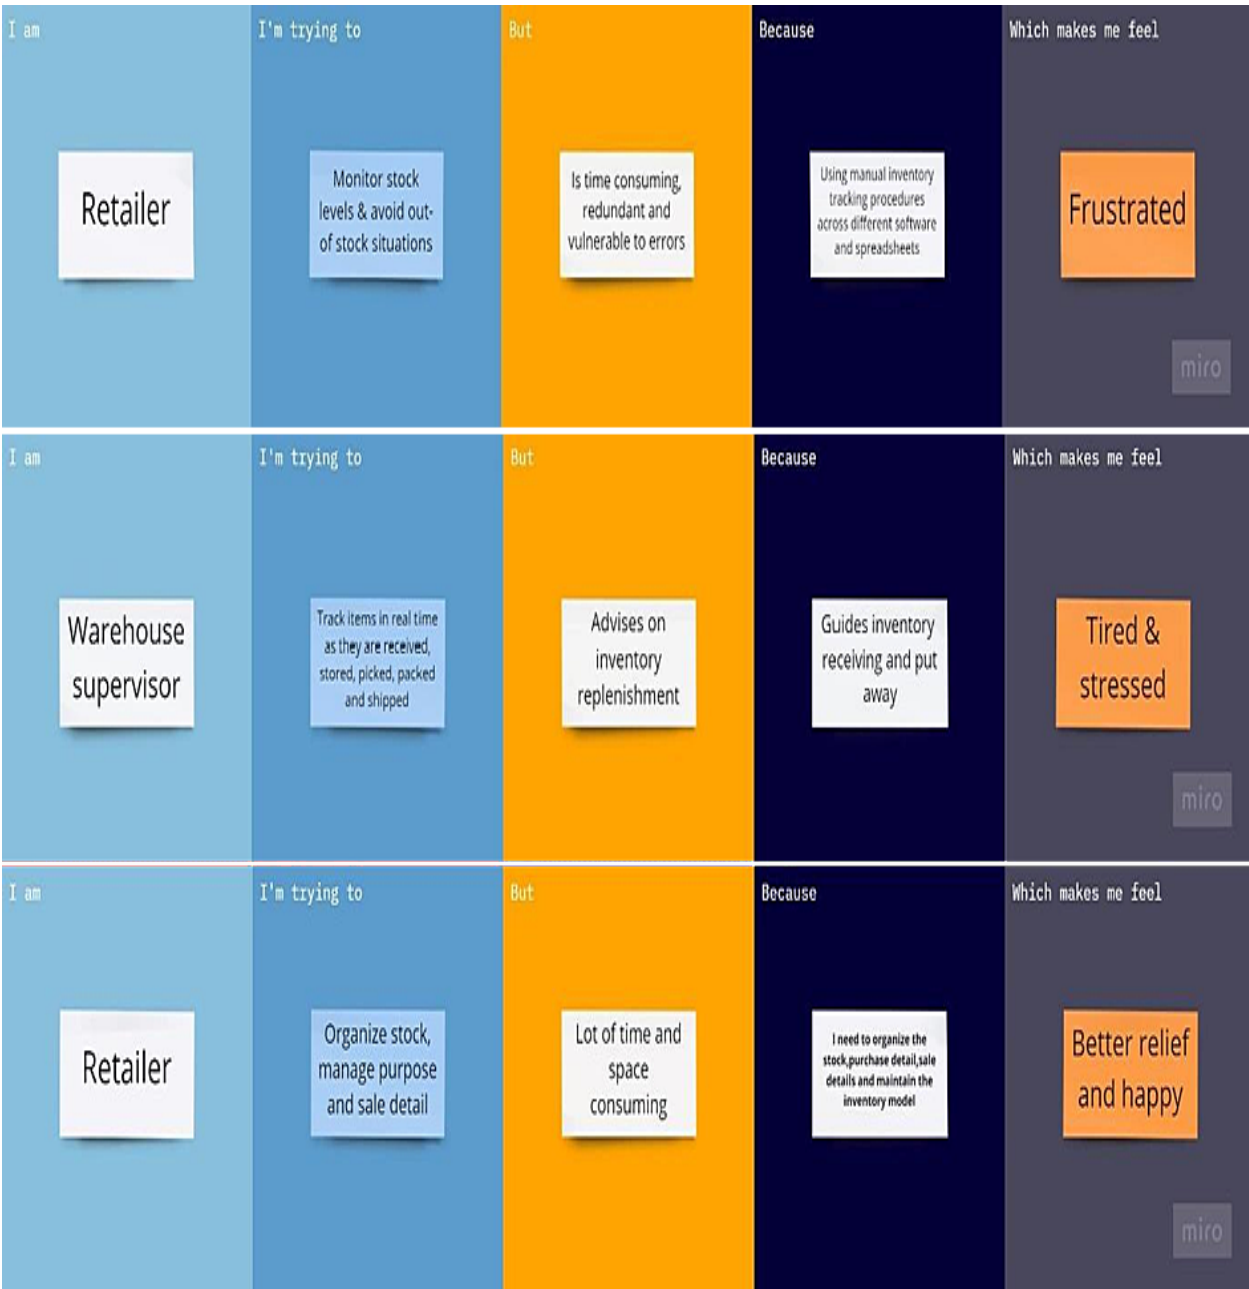 I am
I'm trying to
But
Because
Which makes me feel
Retailer
Monitor stock
levels & avoid out-
of stock situations
Is time consuming,
redundant and
vulnerable to errors
Using manual inventory
tracking procedures
across different software
and spreadsheets
Frustrated
miro
I am
I'm trying to
But
Because
Which makes me feel
Warehouse
supervisor
Track items in real time
as they are received,
stored, picked, packed
and shipped
Advises on
inventory
replenishment
Guides inventory
receiving and put
away
Tired &
stressed
miro
I am
I'm trying to
But
Because
Which makes me feel
Retailer
Organize stock,
manage purpose
and sale detail
Lot of time and
space
consuming
I need to organize the
stock,purchase detail,sale
details and maintain the
inventory model
Better relief
and happy
miro